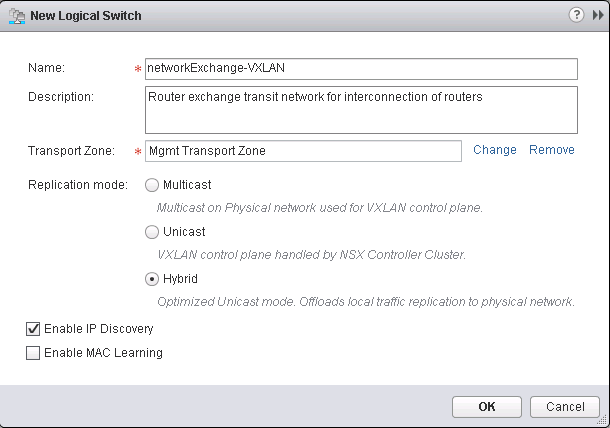 New Logical Switch
?
Name: * networkExchange-VXLAN
Description: Router exchange transit network for interconnection of routers
Transport Zone: * Mgmt Transport Zone Change Remove
Replication mode: Multicast
Multicast on Physical network used for VXLAN control plane.
Unicast
VXLAN control plane handled by NSX Controller Cluster.
Hybrid
Optimized Unicast mode. Offloads local traffic replication to physical network.
Enable IP Discovery
Enable MAC Learning
OK Cancel